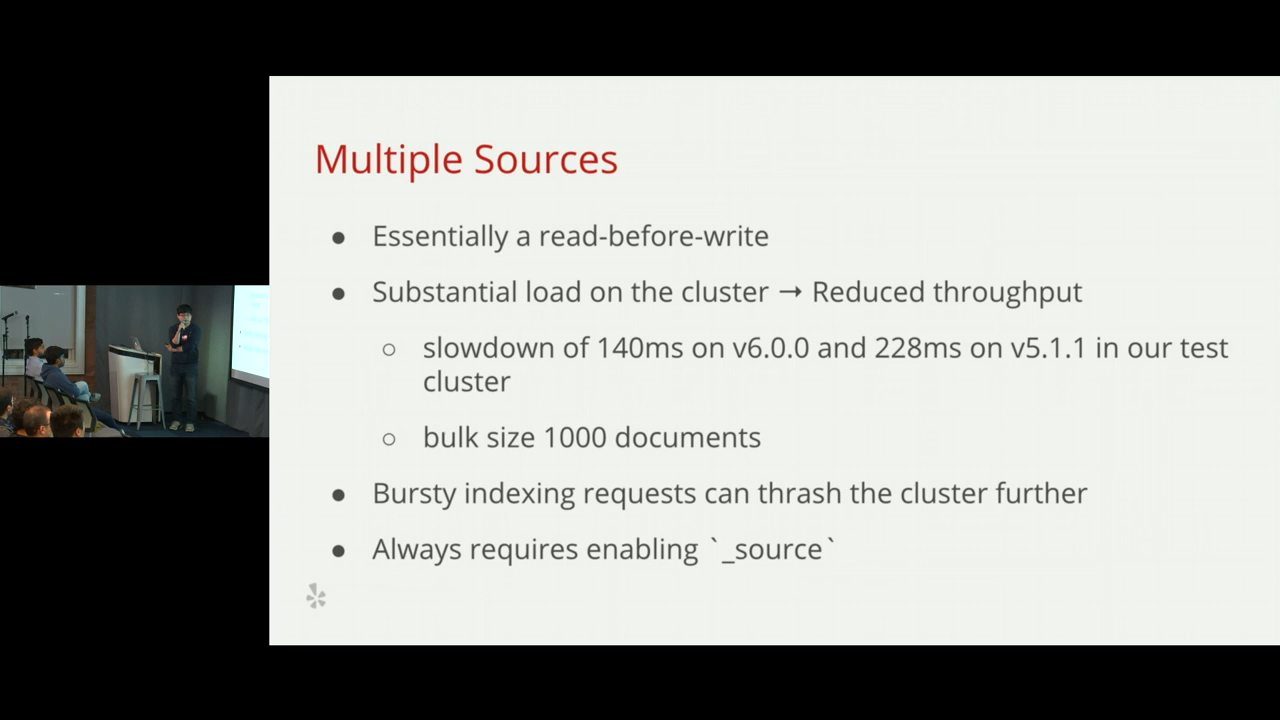 Multiple Sources
● Essentially a read-before-write
● Substantial load on the cluster → Reduced throughput
○ slowdown of 140ms on v6.0.0 and 228ms on v5.1.1 in our test
cluster
○ bulk size 1000 documents
● Bursty indexing requests can thrash the cluster further
● Always requires enabling `_source`